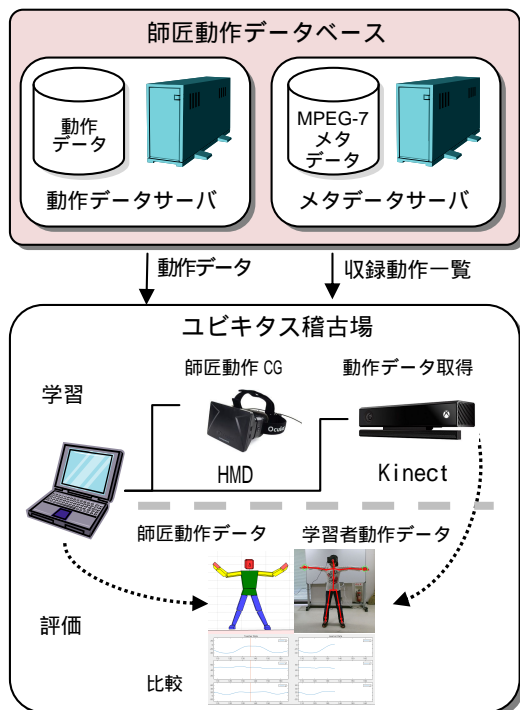 師匠動作データベース
動作
データ
MPEG-7
メタ
データ
動作データサーバ
メタデータサーバ
動作データ
収録動作一覧
ユビキタス稽古場
師匠動作 CG
動作データ取得
学習
HMD
Kinect
師匠動作データ
学習者動作データ
評価
比較